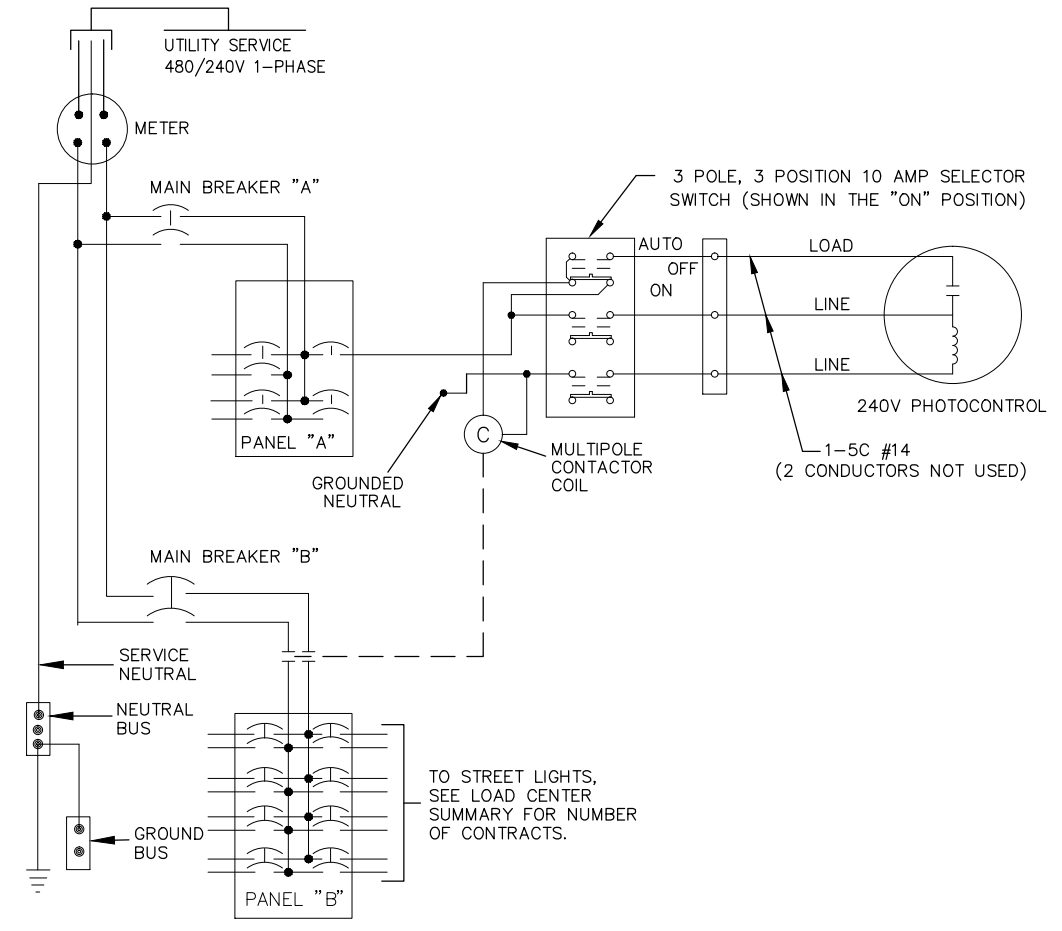 UTILITY SERVICE
480/240V 1-PHASE
METER
MAIN BREAKER "A"
3 POLE, 3 POSITION 10 AMP SELECTOR
SWITCH (SHOWN IN THE "ON" POSITION)
AUTO
OFF
ON
LOAD
LINE
LINE
240V PHOTOCONTROL
1-5C #14
(2 CONDUCTORS NOT USED)
PANEL "A"
C
MULTIPOLE
CONTACTOR
COIL
GROUNDED
NEUTRAL
MAIN BREAKER "B"
SERVICE
NEUTRAL
NEUTRAL
BUS
GROUND
BUS
TO STREET LIGHTS,
SEE LOAD CENTER
SUMMARY FOR NUMBER
OF CONTRACTS.
PANEL "B"